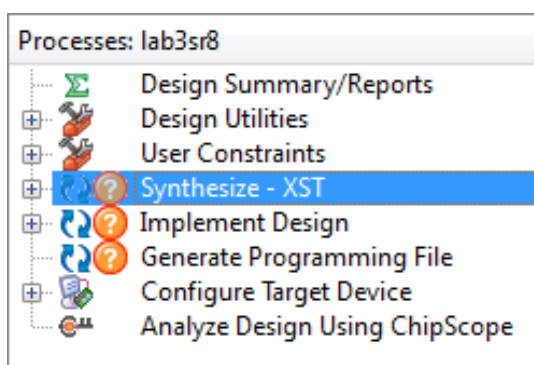 Processes: lab3sr8
Design Summary/Reports
Design Utilities
User Constraints
Synthesize - XST
Implement Design
Generate Programming File
Configure Target Device
Analyze Design Using ChipScope